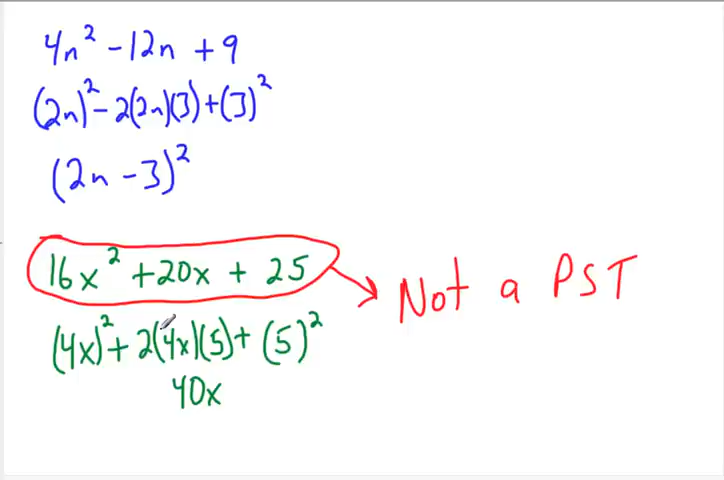 4n² - 12n + 9
(2n)² - 2(2n)(3) + (3)²
(2n - 3)²
16x² + 20x + 25 → Not a PST
(4x)² + 2(4x)(5) + (5)²
40x